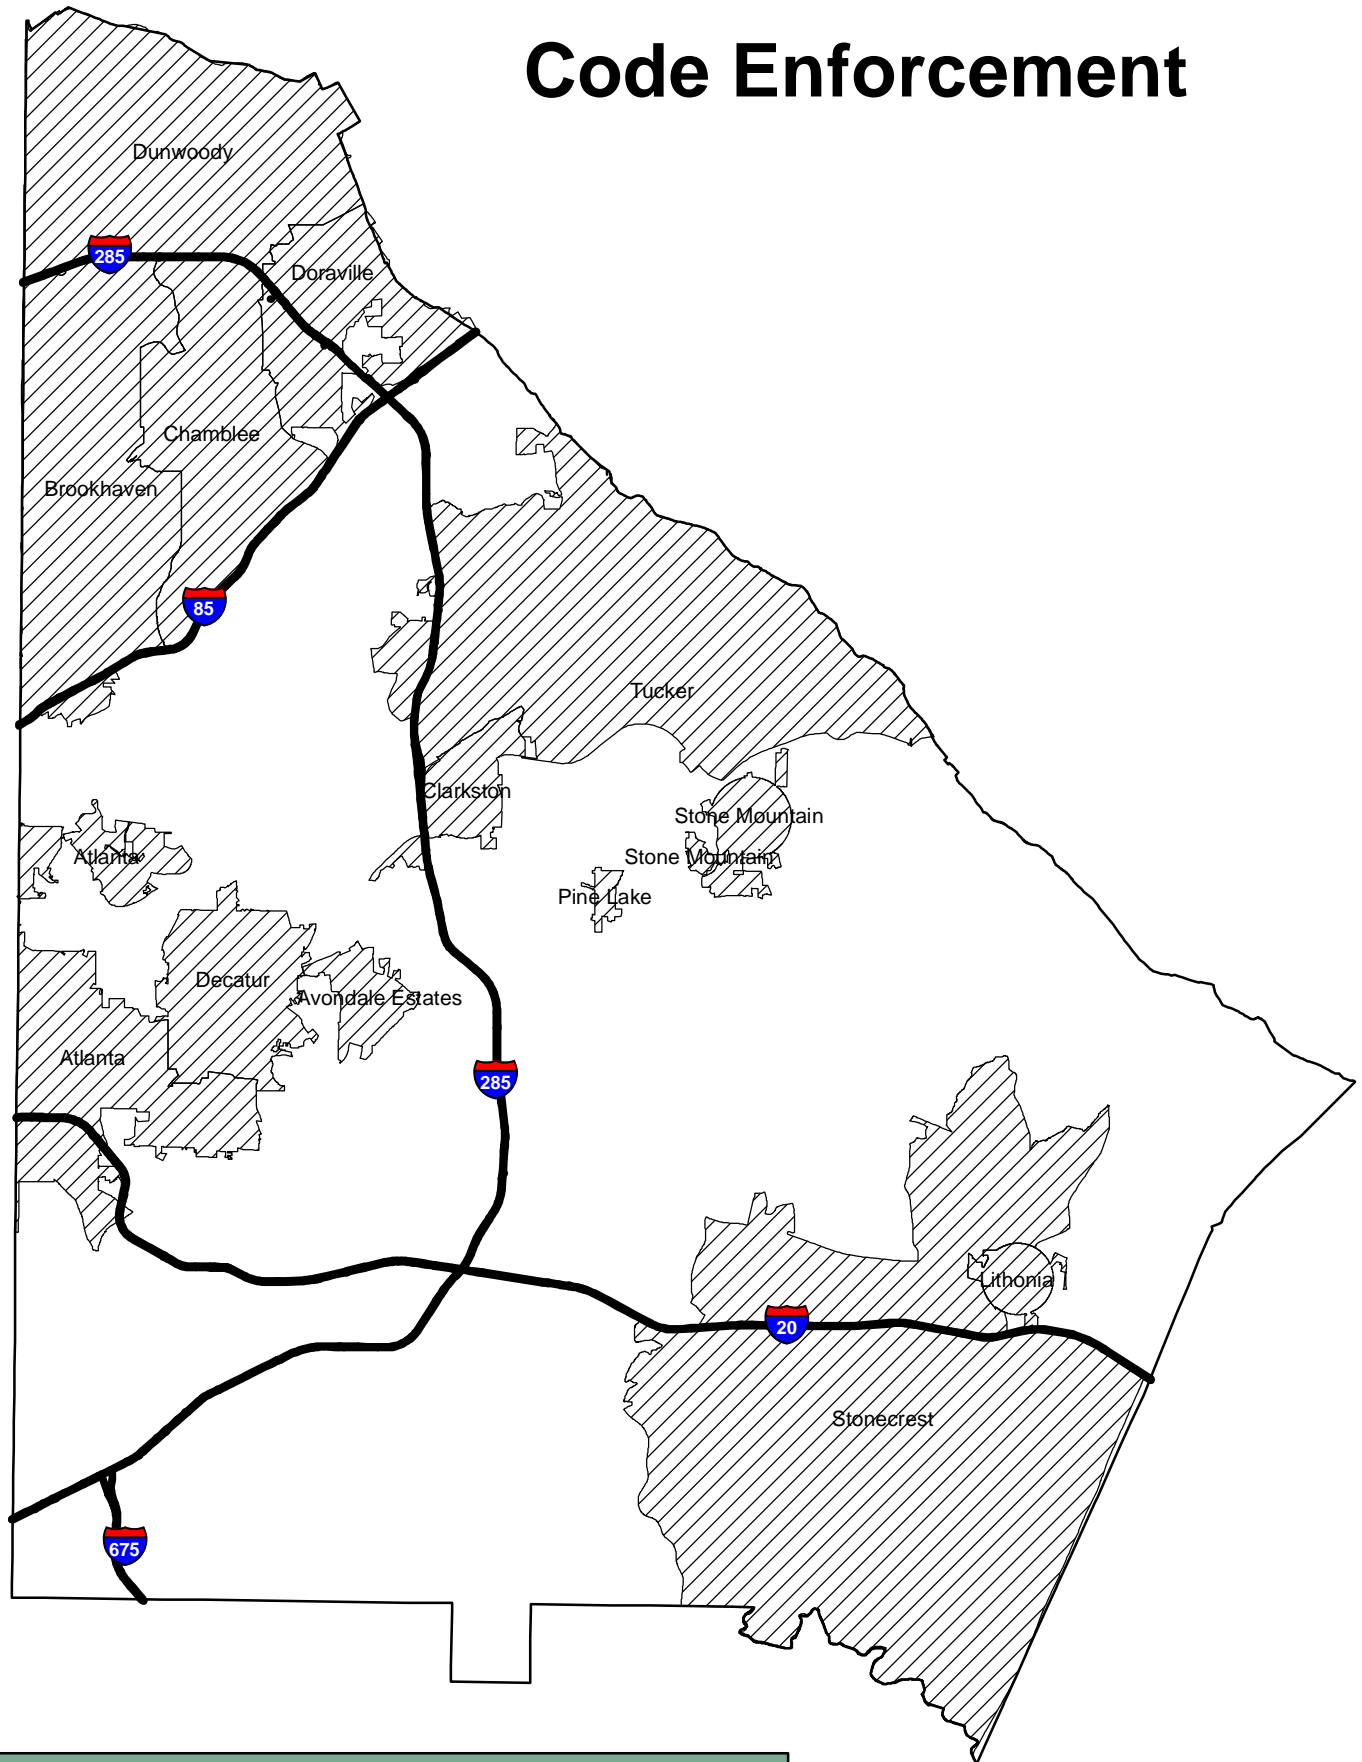 Code Enforcement
Dunwoody
285
Doraville
Chamblee
Brookhaven
85
Tucker
Clarkston
Stone Mountain
Atlanta
Stone Mountain
Pine Lake
Decatur
Avondale Estates
Atlanta
285
Lithonia
20
Stonecrest
675